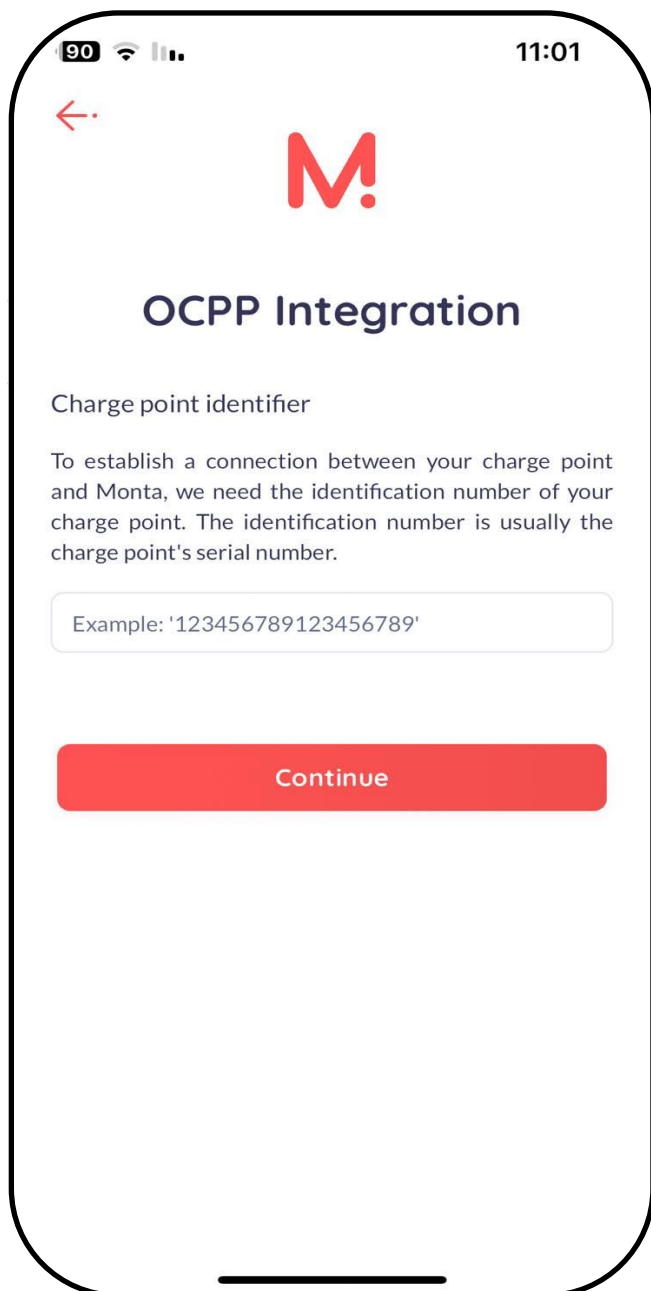 90 11:01
M!
OCPP Integration
Charge point identifier
To establish a connection between your charge point
and Monta, we need the identification number of your
charge point. The identification number is usually the
charge point's serial number.
Example: '123456789123456789'
Continue